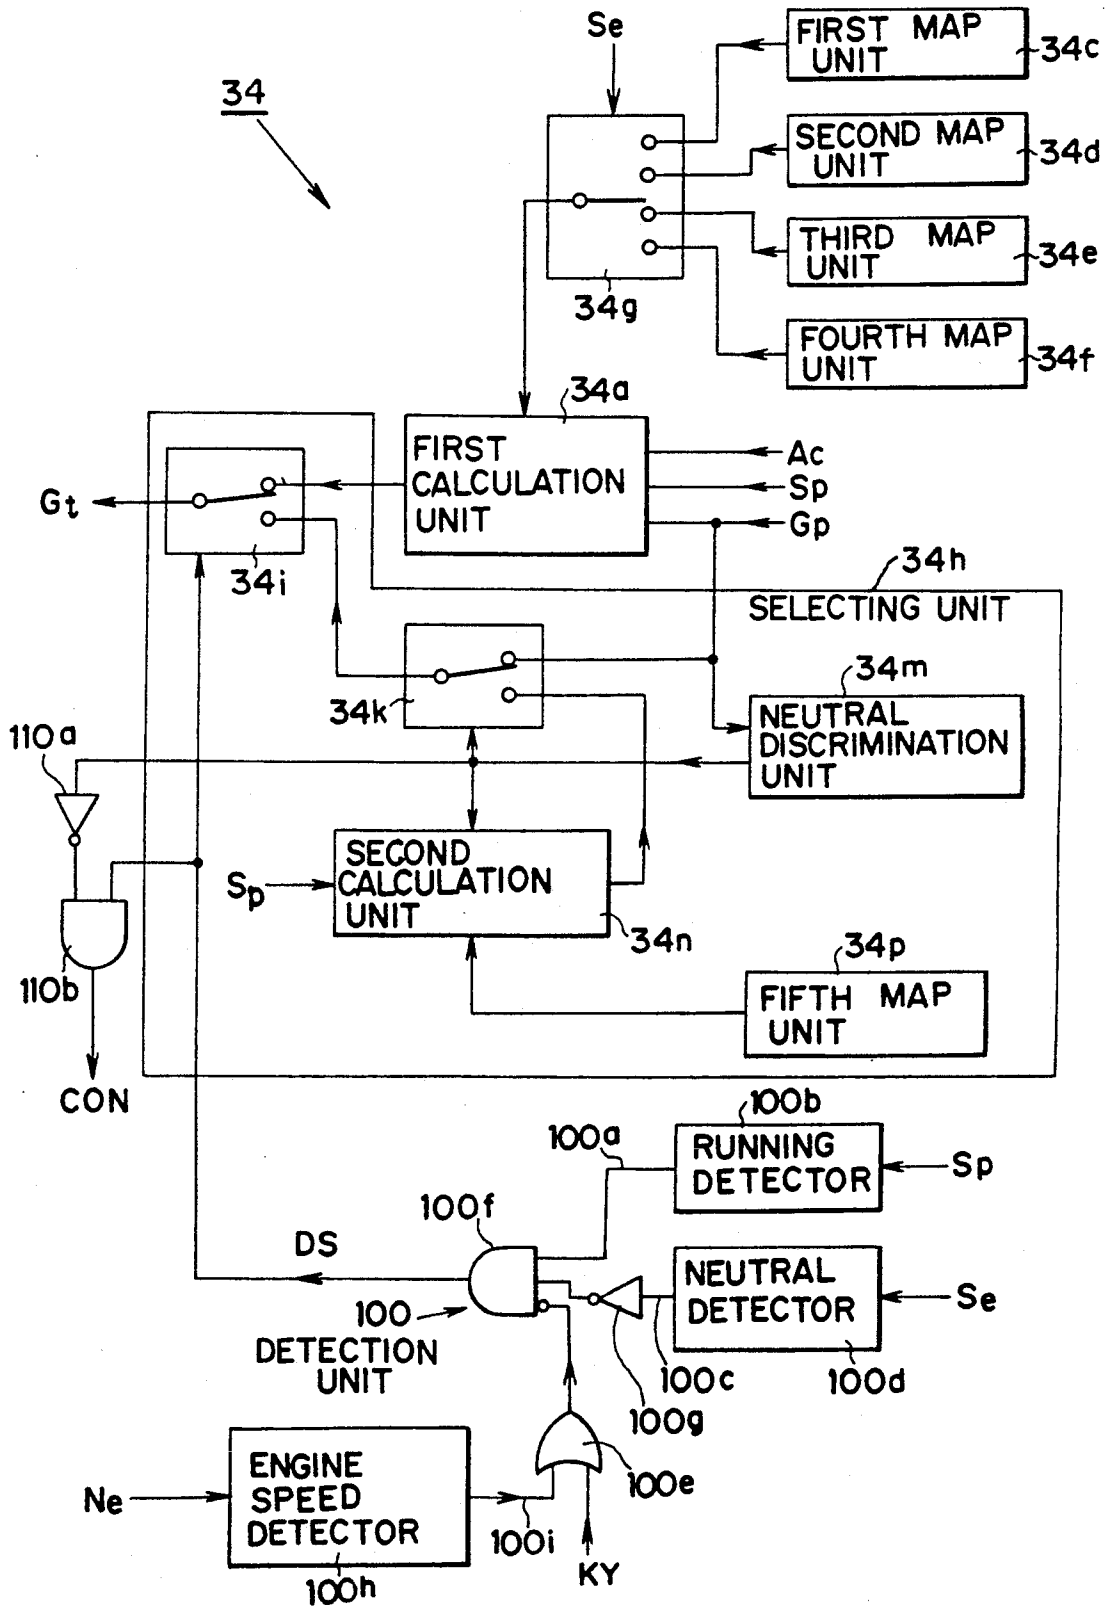 Se
FIRST MAP
UNIT
34c
34
SECOND MAP
UNIT
34d
THIRD MAP
UNIT
34e
34g
FOURTH MAP
UNIT
34f
34a
FIRST
CALCULATION
UNIT
Ac
Sp
Gp
Gt
34i
34h
SELECTING UNIT
34k
34m
NEUTRAL
DISCRIMINATION
UNIT
110a
SECOND
CALCULATION
UNIT
Sp
34n
110b
34p
FIFTH MAP
UNIT
CON
100b
100a
RUNNING
DETECTOR
Sp
100f
DS
NEUTRAL
DETECTOR
Se
100
DETECTION
UNIT
100c
100d
100g
ENGINE
SPEED
DETECTOR
Ne
100e
100i
KY
100h